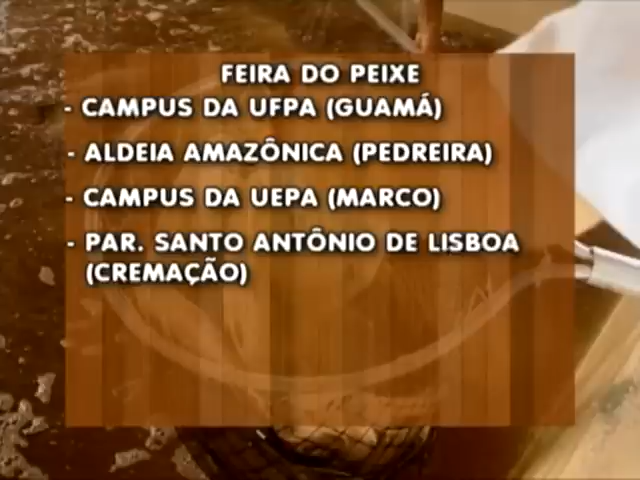 FEIRA DO PEIXE
- CAMPUS DA UFPA (GUAMÁ)
- ALDEIA AMAZÔNICA (PEDREIRA)
- CAMPUS DA UEPA (MARCO)
- PAR. SANTO ANTÔNIO DE LISBOA
(CREMAÇÃO)